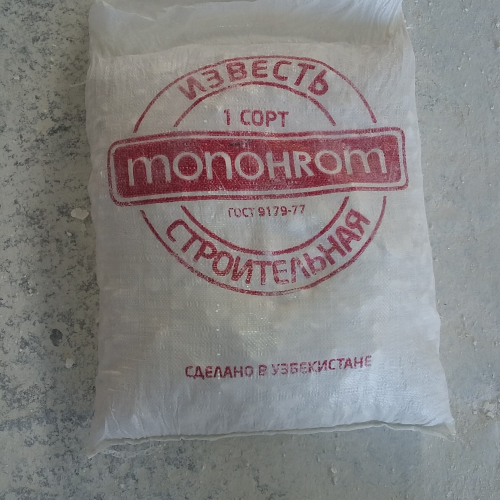 ИЗВЕСТЬ
1 СОРТ
monoHRom
ГОСТ 9179-77
СТРОИТЕЛЬНАЯ
СДЕЛАНО В УЗБЕКИСТАНЕ